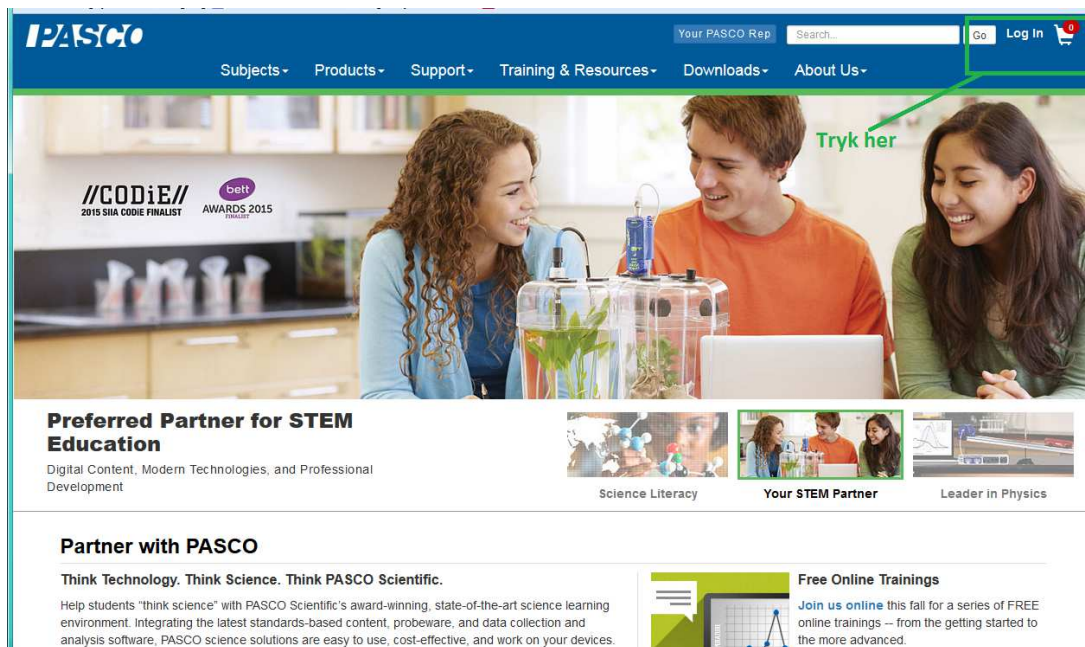 PASCO
Your PASCO Rep
Search...
Go
Log In
0
Subjects
Products
Support
Training & Resources
Downloads
About Us
Tryk her
//CODiE//
2015 SIIA CODIE FINALIST
bett
AWARDS 2015
FINALIST
Preferred Partner for STEM
Education
Digital Content, Modern Technologies, and Professional
Development
Science Literacy
Your STEM Partner
Leader in Physics
Partner with PASCO
Think Technology. Think Science. Think PASCO Scientific.
Help students “think science” with PASCO Scientific's award-winning, state-of-the-art science learning
environment. Integrating the latest standards-based content, probeware, and data collection and
analysis software, PASCO science solutions are easy to use, cost-effective, and work on your devices.
Free Online Trainings
Join us online this fall for a series of FREE
online trainings -- from the getting started to
the more advanced.